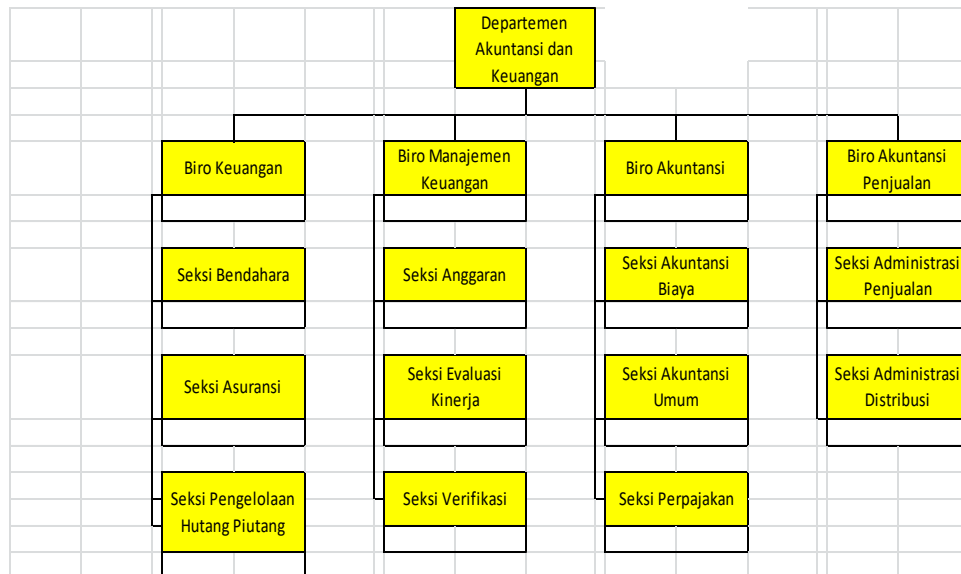 Departemen
Akuntansi dan
Keuangan
Biro Keuangan
Biro Manajemen
Keuangan
Biro Akuntansi
Biro Akuntansi
Penjualan
Seksi Bendahara
Seksi Anggaran
Seksi Akuntansi
Biaya
Seksi Administrasi
Penjualan
Seksi Asuransi
Seksi Evaluasi
Kinerja
Seksi Akuntansi
Umum
Seksi Administrasi
Distribusi
Seksi Pengelolaan
Hutang Piutang
Seksi Verifikasi
Seksi Perpajakan